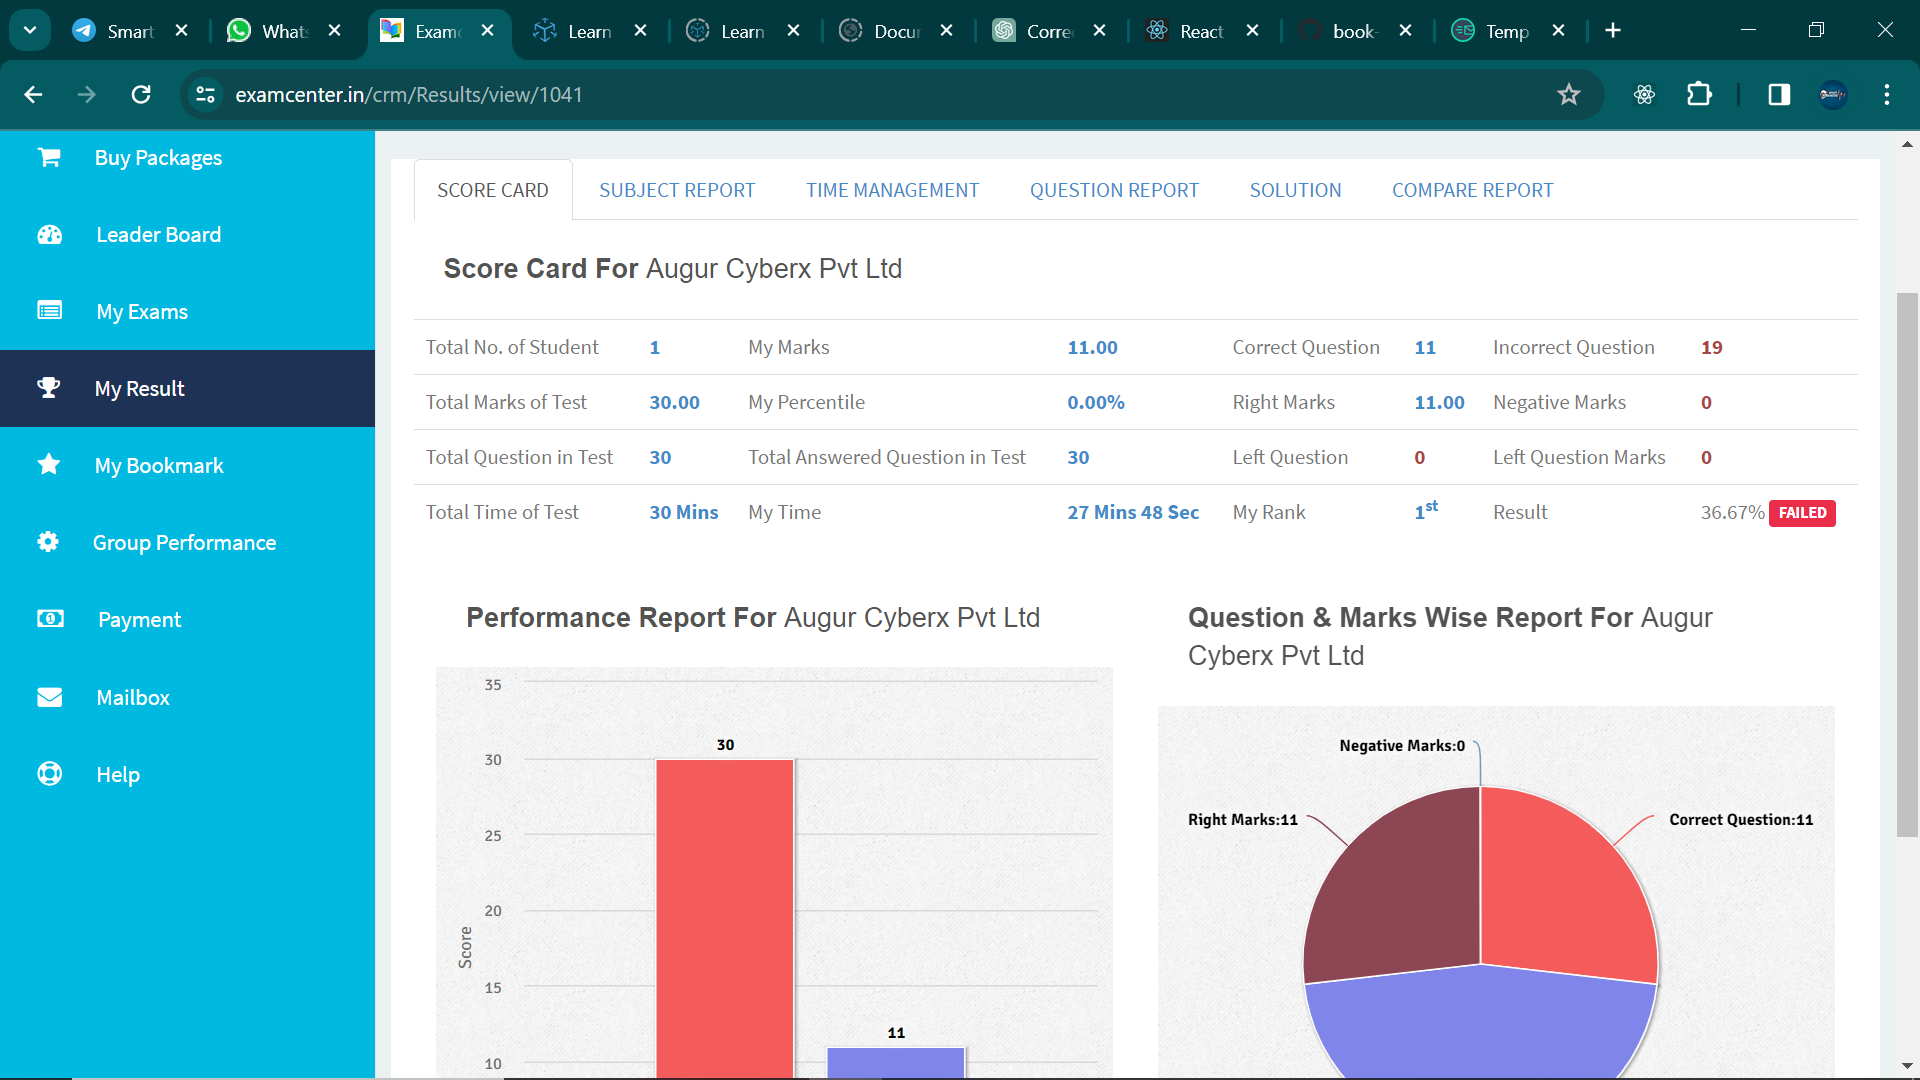 Smart
Whats
Examc
Learn
Learn
Docur
Corre
React
book-
Temp
examcenter.in/crm/Results/view/1041
Buy Packages
Leader Board
My Exams
My Result
My Bookmark
Group Performance
Payment
Mailbox
Help
SCORE CARD SUBJECT REPORT TIME MANAGEMENT QUESTION REPORT SOLUTION COMPARE REPORT
Score Card For Augur Cyberx Pvt Ltd
Total No. of Student 1 My Marks 11.00 Correct Question 11 Incorrect Question 19
Total Marks of Test 30.00 My Percentile 0.00% Right Marks 11.00 Negative Marks 0
Total Question in Test 30 Total Answered Question in Test 30 Left Question 0 Left Question Marks 0
Total Time of Test 30 Mins My Time 27 Mins 48 Sec My Rank 1st Result 36.67% FAILED
Performance Report For Augur Cyberx Pvt Ltd
35
30
25
20
15
10
Score
30
11
Question & Marks Wise Report For Augur
Cyberx Pvt Ltd
Negative Marks:0
Right Marks:11
Correct Question:11